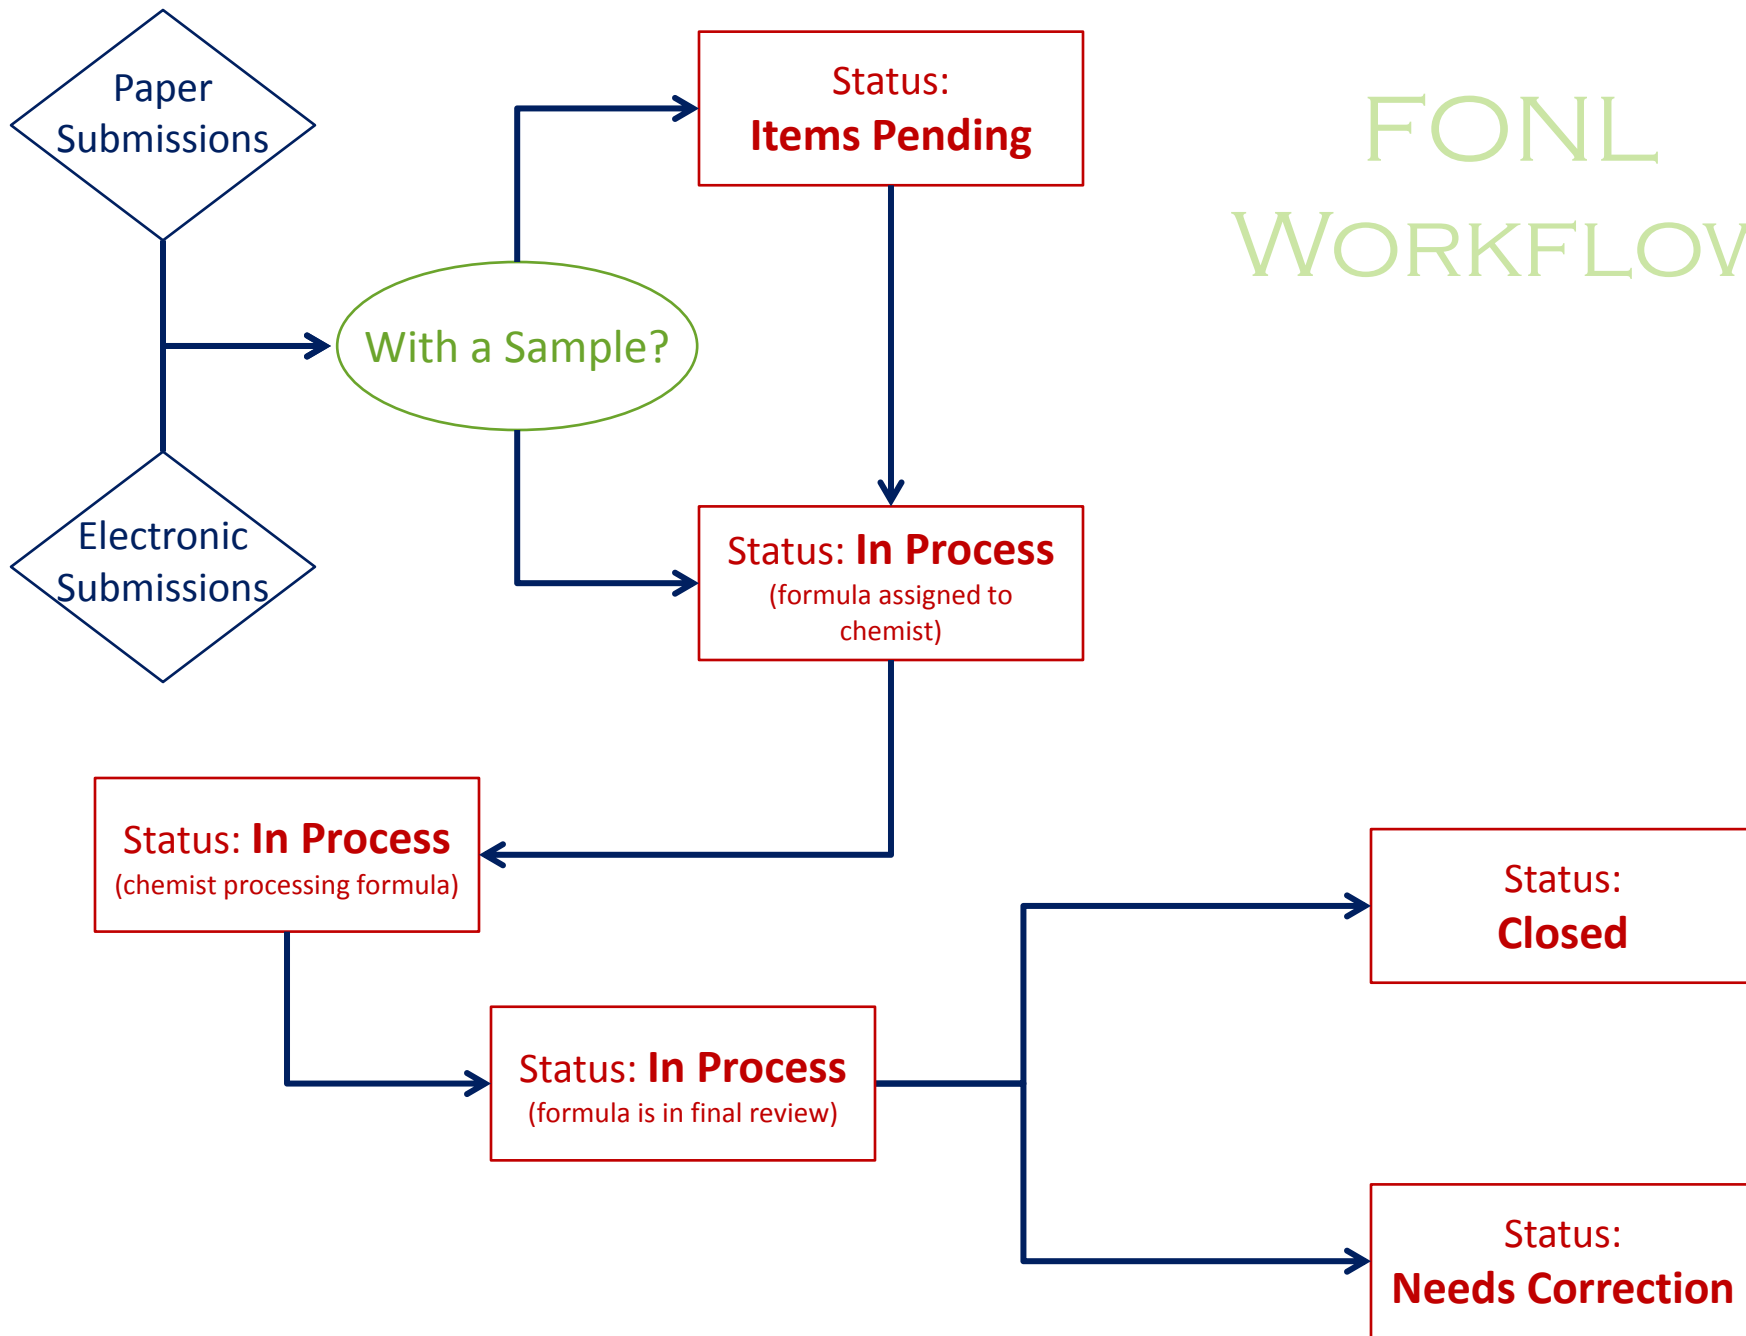 Paper
Submissions
Status:
Items Pending
FONL
WORKFLOW
With a Sample?
Electronic
Submissions
Status: In Process
(formula assigned to
chemist)
Status: In Process
(chemist processing formula)
Status:
Closed
Status: In Process
(formula is in final review)
Status:
Needs Correction